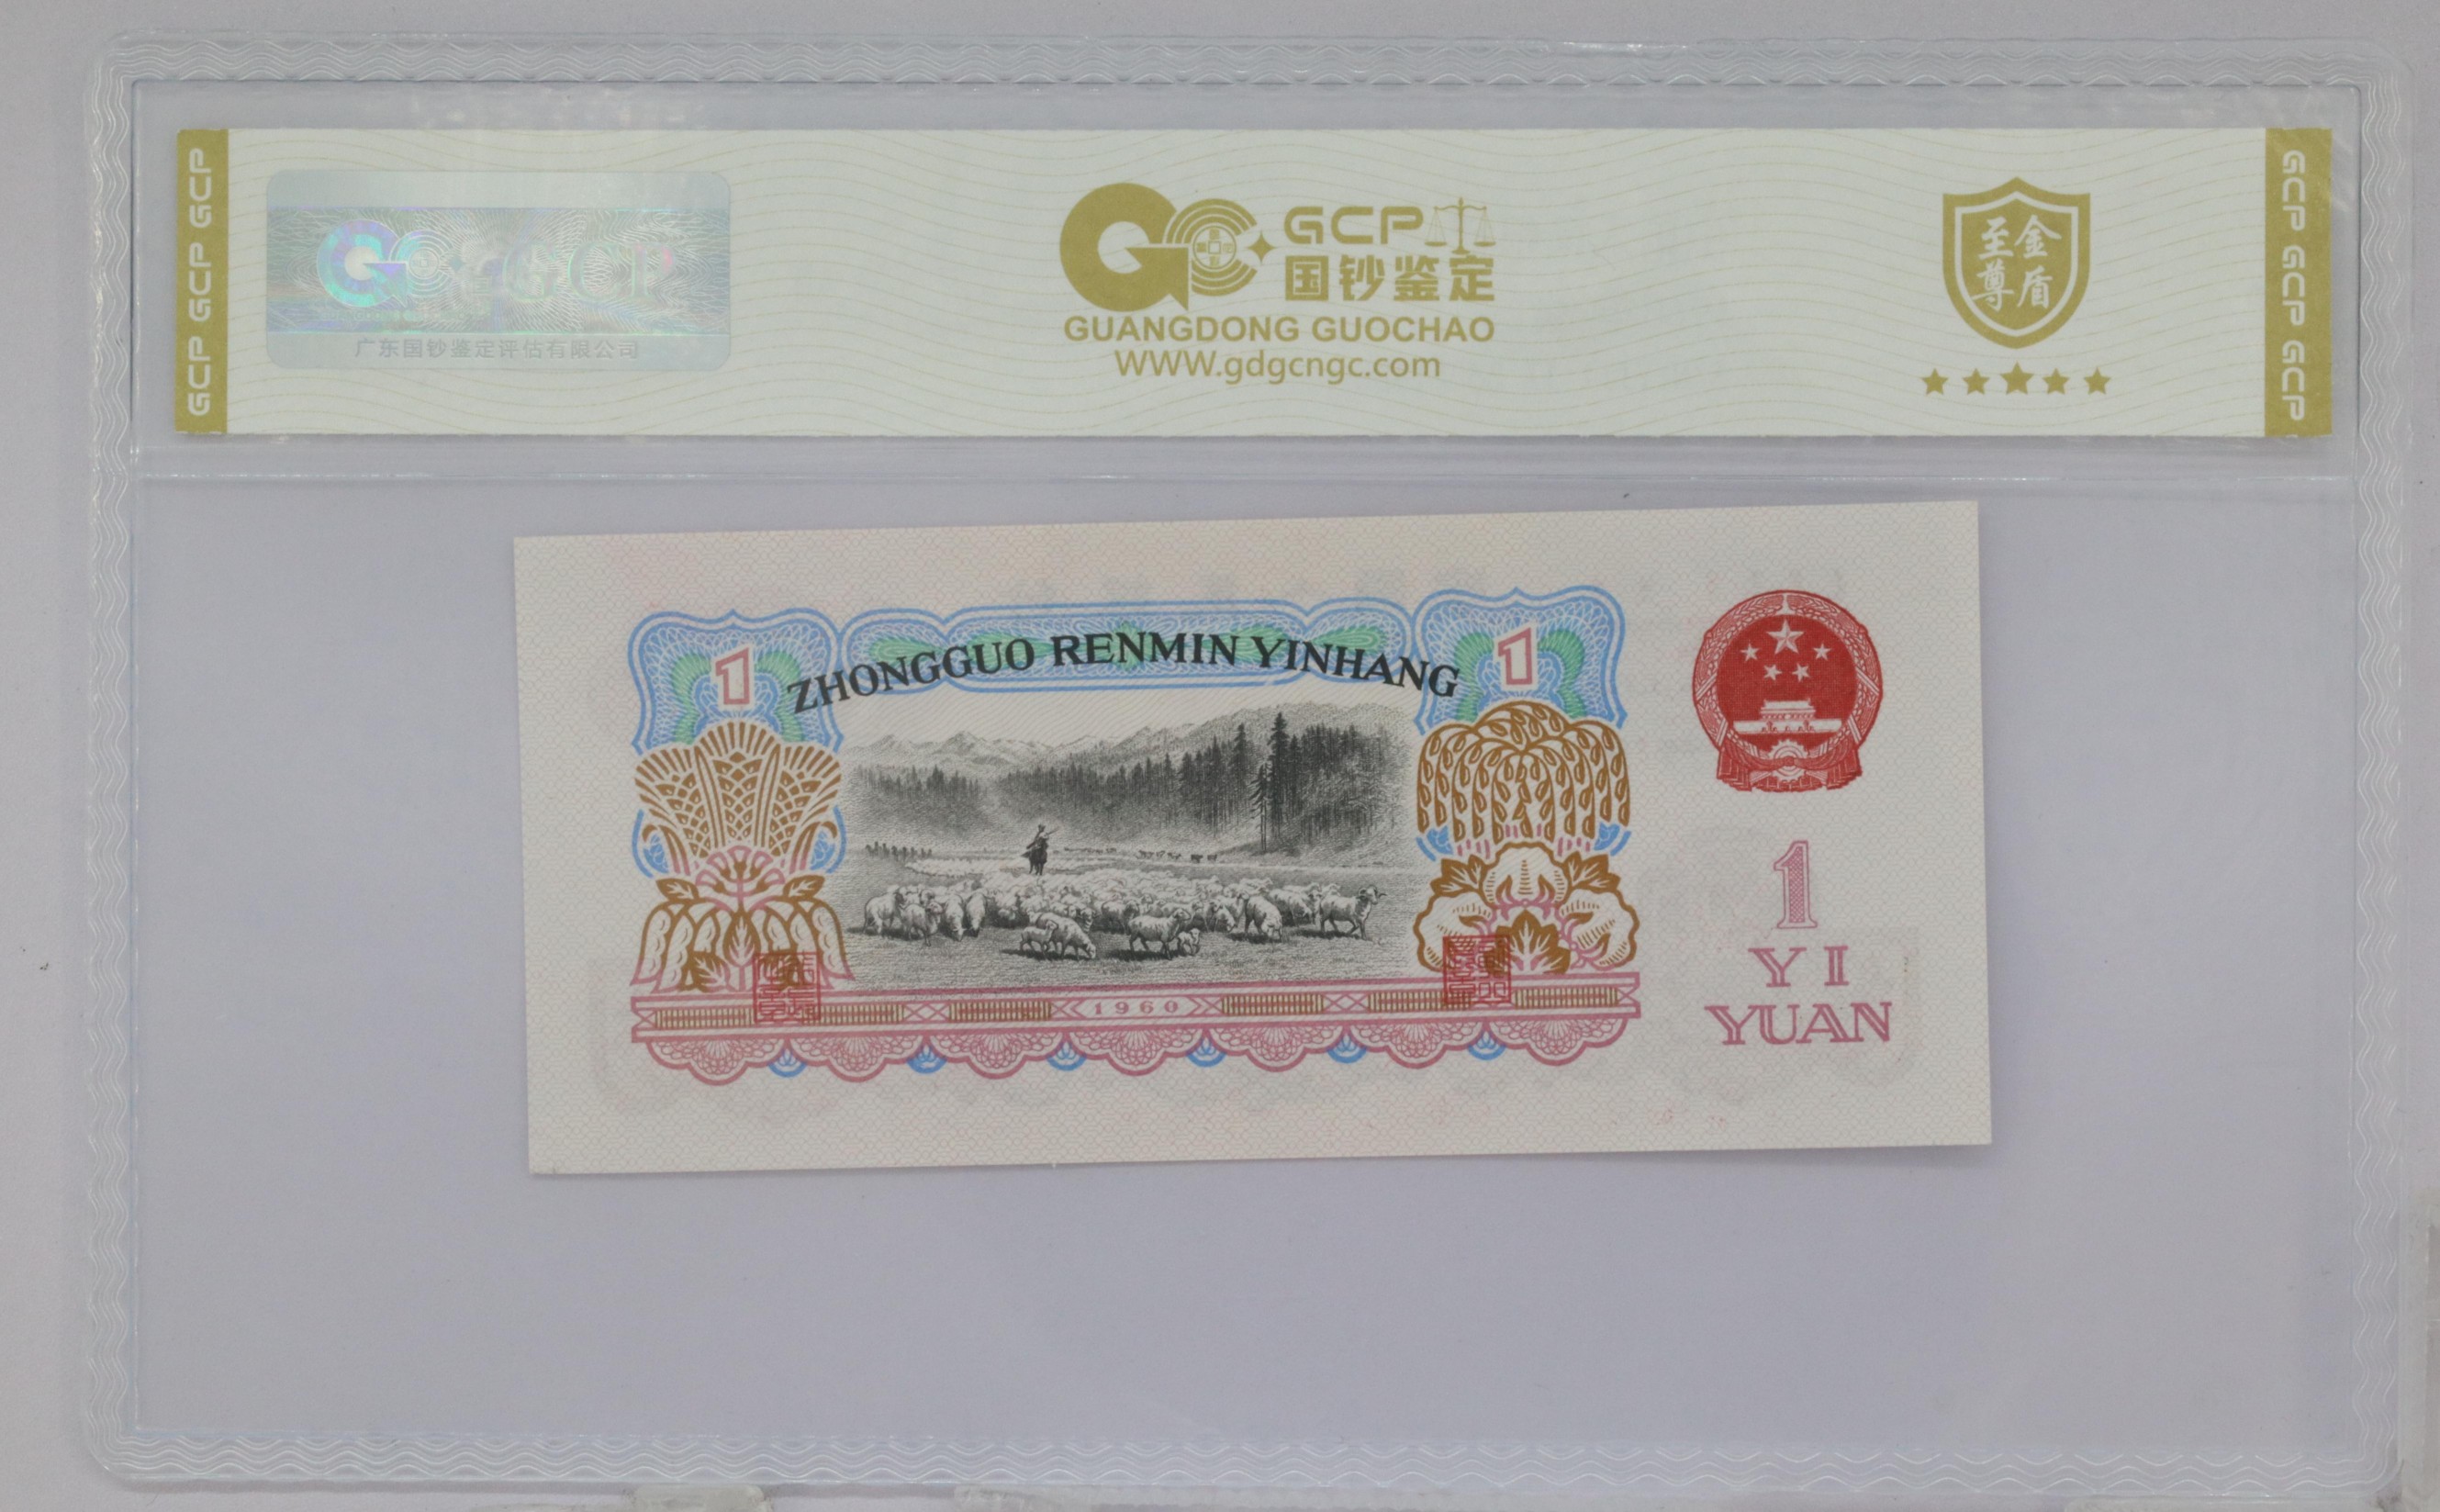 GCP GCP GCP
GCP
广东国钞鉴定评估有限公司
GC GCP
国钞鉴定
GUANGDONG GUOCHAO
WWW.gdgcngc.com
至金
尊盾
GCP GCP GCP
1
ZHONGGUO RENMIN YINHANG
1
1960
1
YI
YUAN